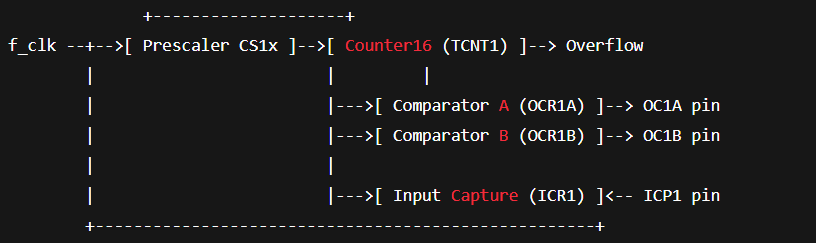 +--------------------+
f_clk --+-->[ Prescaler CS1x ]-->[ Counter16 (TCNT1) ]--> Overflow
| | |
| |--->[ Comparator A (OCR1A) ]--> OC1A pin
| |--->[ Comparator B (OCR1B) ]--> OC1B pin
| |
| |--->[ Input Capture (ICR1) ]<-- ICP1 pin
+-----------------------------------------------------+